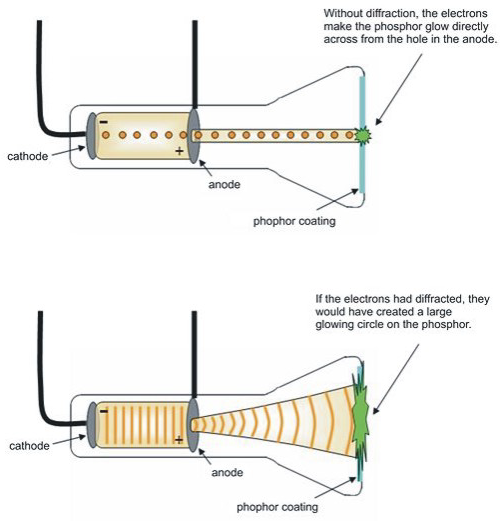 Without diffraction, the electrons
make the phosphor glow directly
across from the hole in the anode.
−
+
cathode
anode
phophor coating
If the electrons had diffracted, they
would have created a large
glowing circle on the phosphor.
−
+
cathode
anode
phophor coating